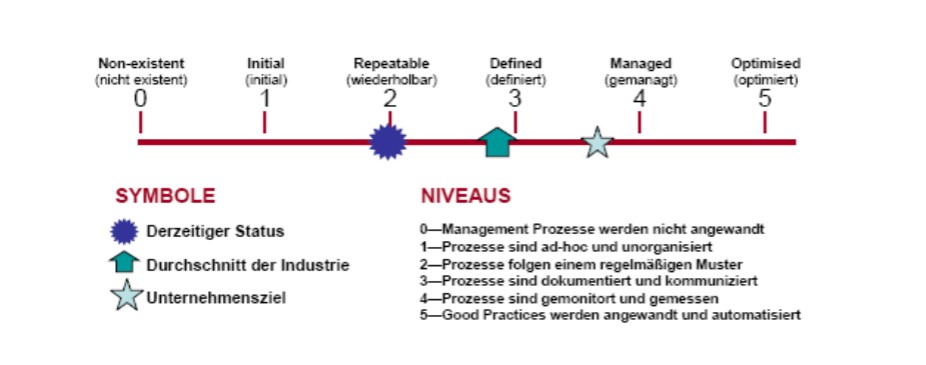 Non-existent Initial Repeatable Defined Managed Optimised
(nicht existent) (initial) (wiederholbar) (definiert) (gemanagt) (optimiert)
0 1 2 3 4 5
SYMBOLE
Derzeitiger Status
Durchschnitt der Industrie
Unternehmensziel
NIVEAUS
0—Management Prozesse werden nicht angewandt
1—Prozesse sind ad-hoc und unorganisiert
2—Prozesse folgen einem regelmäßigen Muster
3—Prozesse sind dokumentiert und kommuniziert
4—Prozesse sind gemonitort und gemessen
5—Good Practices werden angewandt und automatisiert